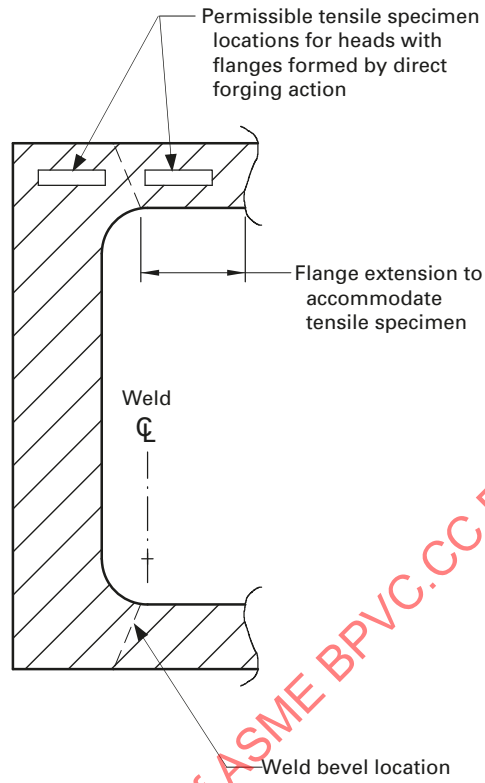 Permissible tensile specimen
locations for heads with
flanges formed by direct
forging action
Flange extension to
accommodate
tensile specimen
Weld
℄
ASME BPVC.CC
Weld bevel location